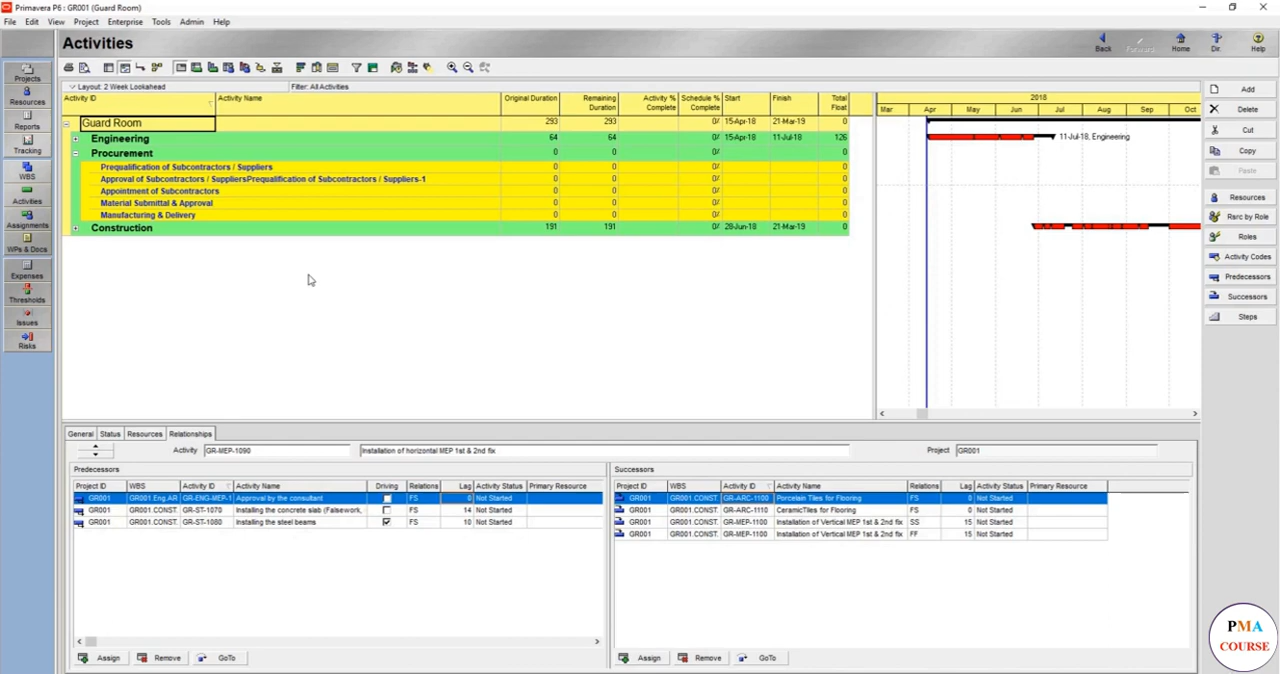 Primavera P6 : GR001 (Guard Room)
File Edit View Project Enterprise Tools Admin Help
Activities
Back Forward Home Dir. Help
Projects
Resources
Reports
Tracking
WBS
Activities
Assignments
WPs & Docs
Expenses
Thresholds
Issues
Risks
Layout: 2 Week Lookahead Filter: All Activities
Activity ID Activity Name Original Duration Remaining Duration Activity % Complete Schedule % Complete Start Finish Total Float
2018
Mar Apr May Jun Jul Aug Sep Oct
Guard Room 293 293 0% 15-Apr-18 21-Mar-19 0
Engineering 64 64 0% 15-Apr-18 11-Jul-18 126
11-Jul-18, Engineering
Procurement 0 0 0% 0
Prequalification of Subcontractors / Suppliers 0 0 0% 0
Approval of Subcontractors / SuppliersPrequalification of Subcontractors / Suppliers-1 0 0 0% 0
Appointment of Subcontractors 0 0 0% 0
Material Submittal & Approval 0 0 0% 0
Manufacturing & Delivery 0 0 0% 0
Construction 191 191 0% 28-Jun-18 21-Mar-19 0
Add
Delete
Cut
Copy
Paste
Resources
Rsrc by Role
Roles
Activity Codes
Predecessors
Successors
Steps
General Status Resources Relationships
Activity GR-MEP-1090 Installation of horizontal MEP 1st & 2nd fix Project GR001
Predecessors
Project ID WBS Activity ID Activity Name Driving Relations Lag Activity Status Primary Resource
GR001 GR001.Eng.AR GR-ENG-MEP-1 Approval by the consultant FS 0 Not Started
GR001 GR001.CONST. GR-ST-1070 Installing the concrete slab (Falsework, FS 14 Not Started
GR001 GR001.CONST. GR-ST-1080 Installing the steel beams FS 10 Not Started
Assign Remove GoTo
Successors
Project ID WBS Activity ID Activity Name Relations Lag Activity Status Primary Resource
GR001 GR001.CONST. GR-ARC-1100 Porcelain Tiles for Flooring FS 0 Not Started
GR001 GR001.CONST. GR-ARC-1110 CeramicTiles for Flooring FS 0 Not Started
GR001 GR001.CONST. GR-MEP-1100 Installation of Vertical MEP 1st & 2nd fix SS 15 Not Started
GR001 GR001.CONST. GR-MEP-1100 Installation of Vertical MEP 1st & 2nd fix FF 15 Not Started
Assign Remove GoTo
PMA
COURSE